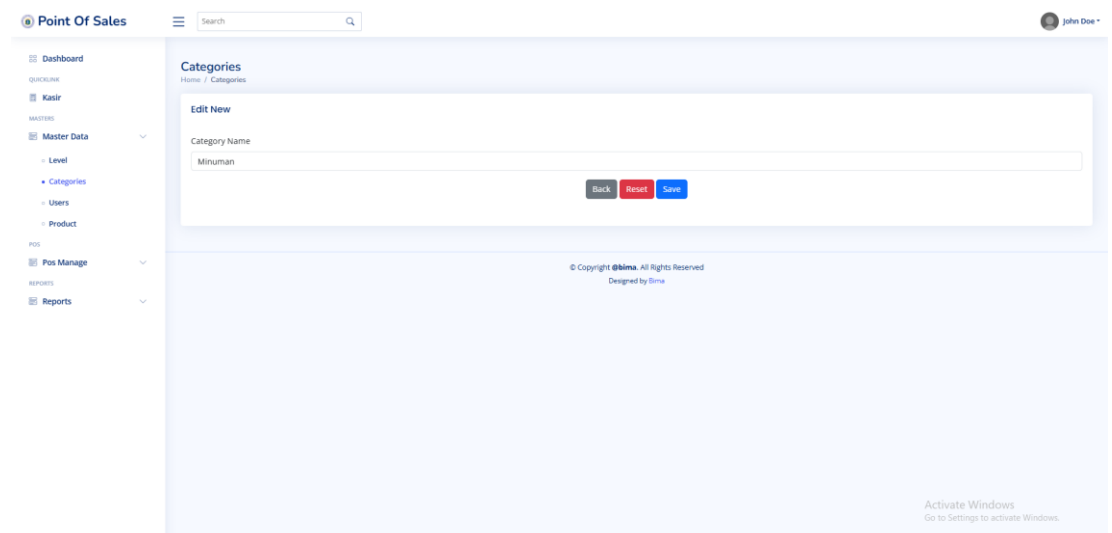 Point Of Sales
Search
John Doe
Dashboard
QUICKLINK
Kasir
MASTERS
Master Data
Level
Categories
Users
Product
POS
Pos Manage
REPORTS
Reports
Categories
Home / Categories
Edit New
Category Name
Minuman
Back Reset Save
© Copyright @bima. All Rights Reserved
Designed by Bima
Activate Windows
Go to Settings to activate Windows.